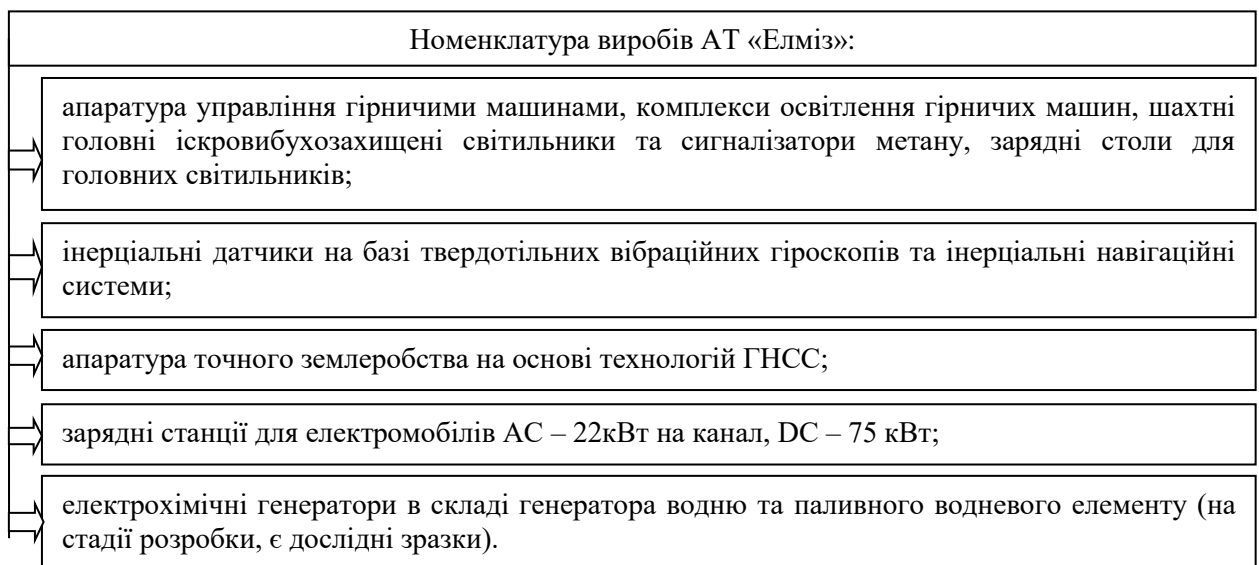 Номенклатура виробів АТ «Елміз»:
апаратура управління гірничими машинами, комплекси освітлення гірничих машин, шахтні
головні іскровибухозахищені світильники та сигналізатори метану, зарядні столи для
головних світильників;
інерціальні датчики на базі твердотільних вібраційних гіроскопів та інерціальні навігаційні
системи;
апаратура точного землеробства на основі технологій ГНСС;
зарядні станції для електромобілів АС – 22кВт на канал, DC – 75 кВт;
електрохімічні генератори в складі генератора водню та паливного водневого елементу (на
стадії розробки, є дослідні зразки).